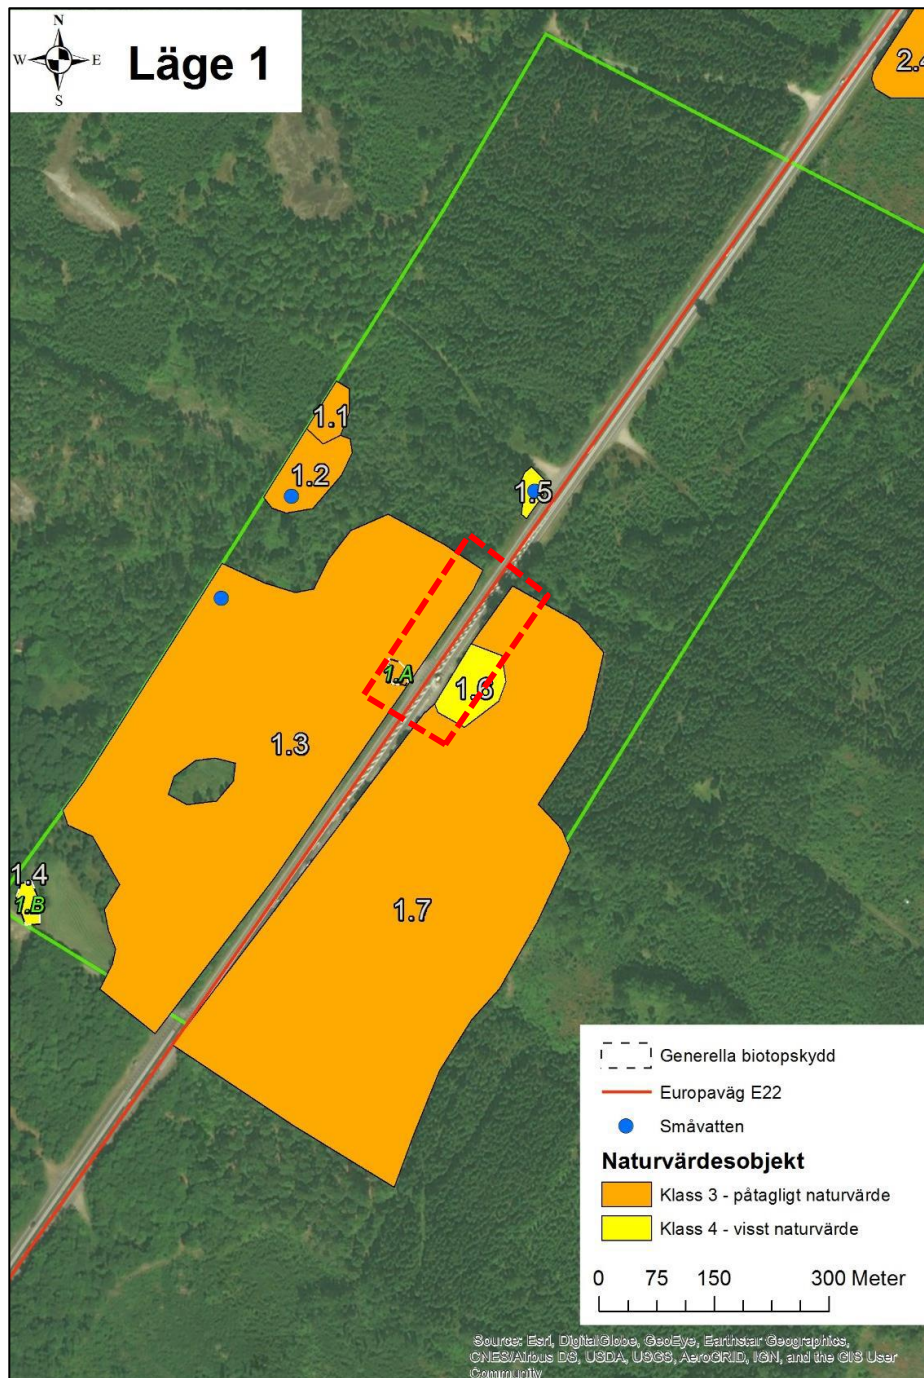 N
W E
S
Läge 1
2.4
1.1
1.2
1.5
1.A
1.6
1.3
1.4
1.B
1.7
Generella biotopskydd
Europaväg E22
Småvatten
Naturvärdesobjekt
Klass 3 - påtagligt naturvärde
Klass 4 - visst naturvärde
0 75 150 300 Meter
Source: Esri, DigitalGlobe, GeoEye, Earthstar Geographics,
CNES/Airbus DS, USDA, USGS, AeroGRID, IGN, and the GIS User
Community